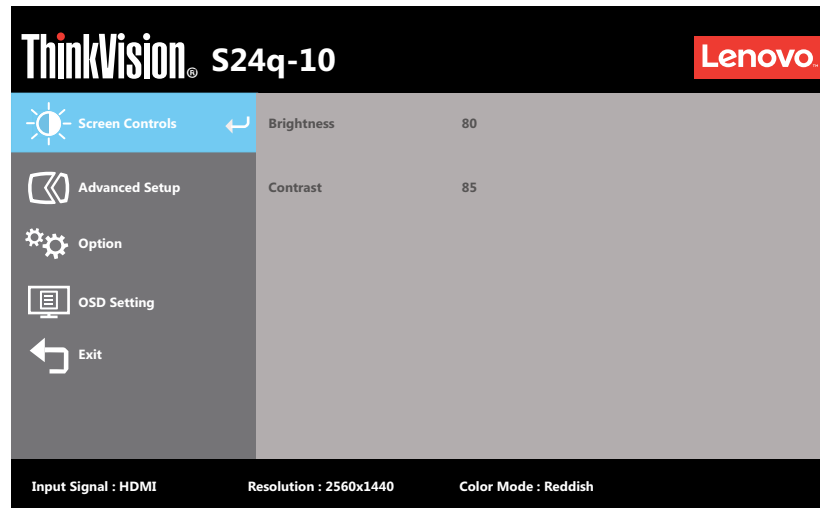 ThinkVision® S24q-10
Lenovo™
Screen Controls Brightness 80
Advanced Setup Contrast 85
Option
OSD Setting
Exit
Input Signal : HDMI Resolution : 2560x1440 Color Mode : Reddish